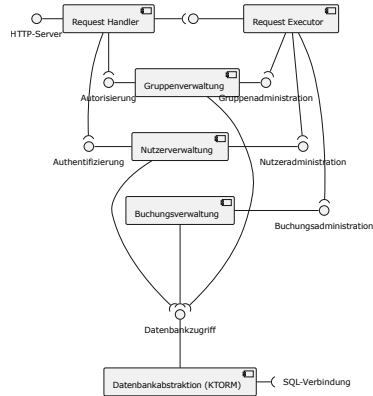 Request Handler
Request Executor
HTTP-Server
Gruppenverwaltung
Autorisierung
Gruppenadministration
Nutzerverwaltung
Authentifizierung
Nutzeradministration
Buchungsverwaltung
Buchungsadministration
Datenbankzugriff
Datenbankabstraktion (KTORM)
SQL-Verbindung